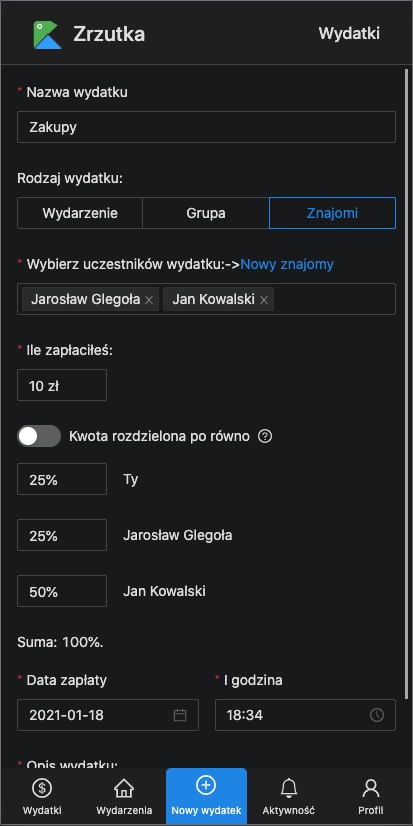 Zrzutka Wydatki
* Nazwa wydatku
Zakupy
Rodzaj wydatku:
Wydarzenie Grupa Znajomi
* Wybierz uczestników wydatku:->Nowy znajomy
Jarosław Glegoła × Jan Kowalski ×
* Ile zapłaciłeś:
10 zł
Kwota rozdzielona po równo ?
25% Ty
25% Jarosław Glegoła
50% Jan Kowalski
Suma: 100%.
* Data zapłaty * I godzina
2021-01-18 18:34
* Opis wydatku:
$
Wydatki Wydarzenia Nowy wydatek Aktywność Profil